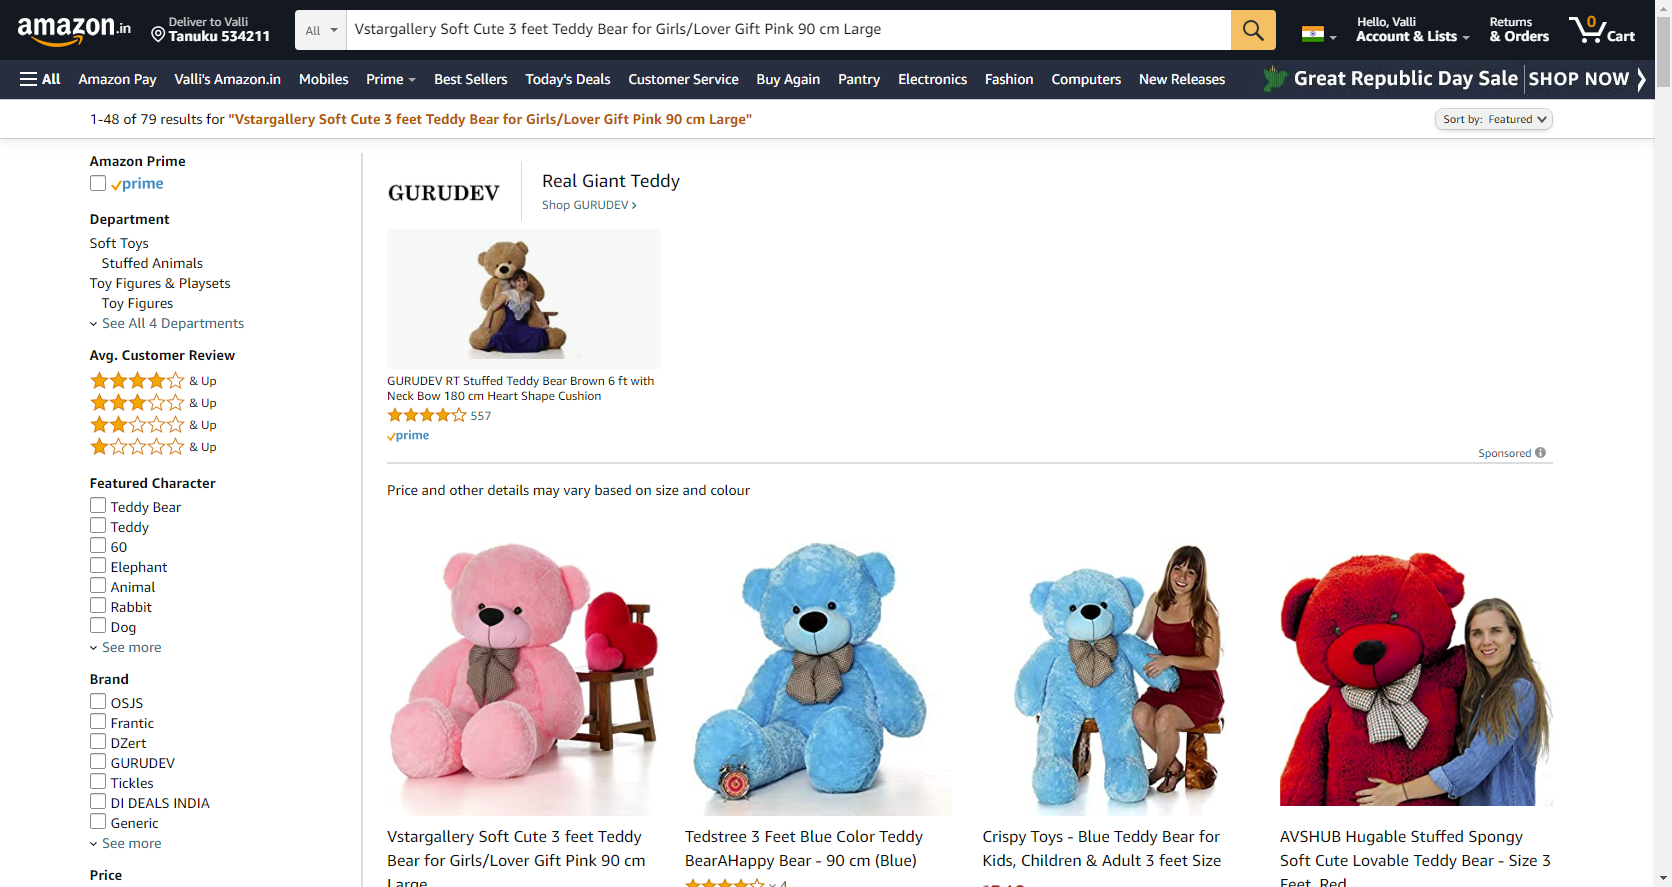 amazon.in
Deliver to Valli
Tanuku 534211
All
Vstargallery Soft Cute 3 feet Teddy Bear for Girls/Lover Gift Pink 90 cm Large
Hello, Valli
Account & Lists
Returns
& Orders
0
Cart
All
Amazon Pay
Valli's Amazon.in
Mobiles
Prime
Best Sellers
Today's Deals
Customer Service
Buy Again
Pantry
Electronics
Fashion
Computers
New Releases
Great Republic Day Sale
SHOP NOW
1-48 of 79 results for "Vstargallery Soft Cute 3 feet Teddy Bear for Girls/Lover Gift Pink 90 cm Large"
Sort by: Featured
Amazon Prime
prime
Department
Soft Toys
Stuffed Animals
Toy Figures & Playsets
Toy Figures
See All 4 Departments
Avg. Customer Review
& Up
& Up
& Up
& Up
Featured Character
Teddy Bear
Teddy
60
Elephant
Animal
Rabbit
Dog
See more
Brand
OSJS
Frantic
DZert
GURUDEV
Tickles
DI DEALS INDIA
Generic
See more
Price
GURUDEV
Real Giant Teddy
Shop GURUDEV
GURUDEV RT Stuffed Teddy Bear Brown 6 ft with
Neck Bow 180 cm Heart Shape Cushion
557
prime
Sponsored
Price and other details may vary based on size and colour
Vstargallery Soft Cute 3 feet Teddy
Bear for Girls/Lover Gift Pink 90 cm
Large
Tedstree 3 Feet Blue Color Teddy
BearAHappy Bear - 90 cm (Blue)
4
Crispy Toys - Blue Teddy Bear for
Kids, Children & Adult 3 feet Size
AVSHUB Hugable Stuffed Spongy
Soft Cute Lovable Teddy Bear - Size 3
Feet, Red